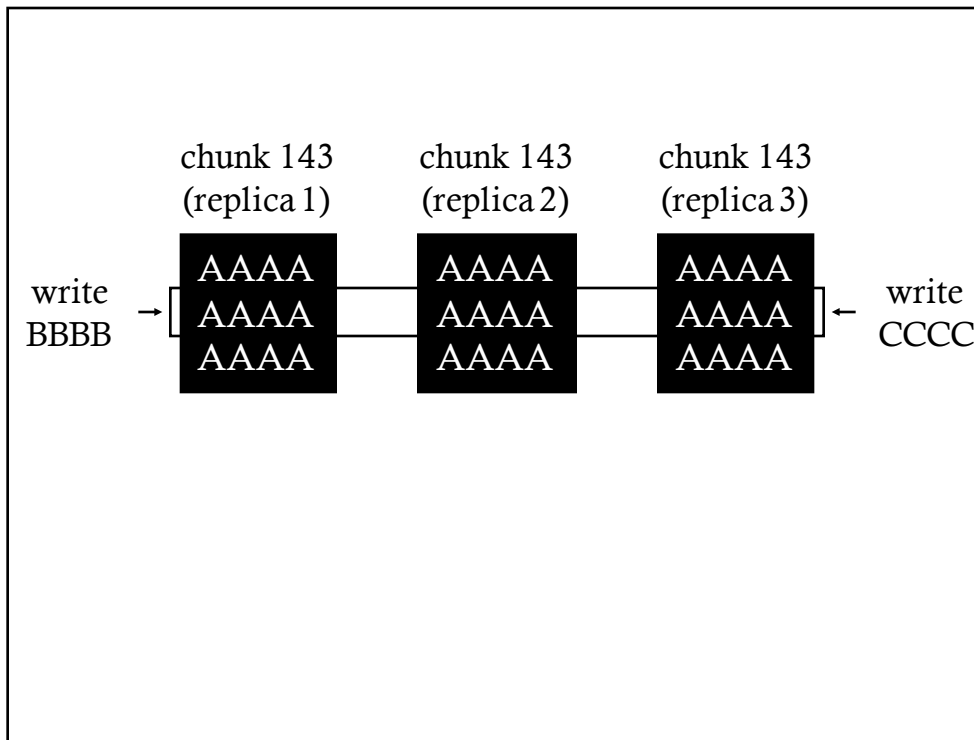 chunk 143
(replica 1)
chunk 143
(replica 2)
chunk 143
(replica 3)
write
BBBB
AAAA
AAAA
AAAA
AAAA
AAAA
AAAA
AAAA
AAAA
AAAA
write
CCCC